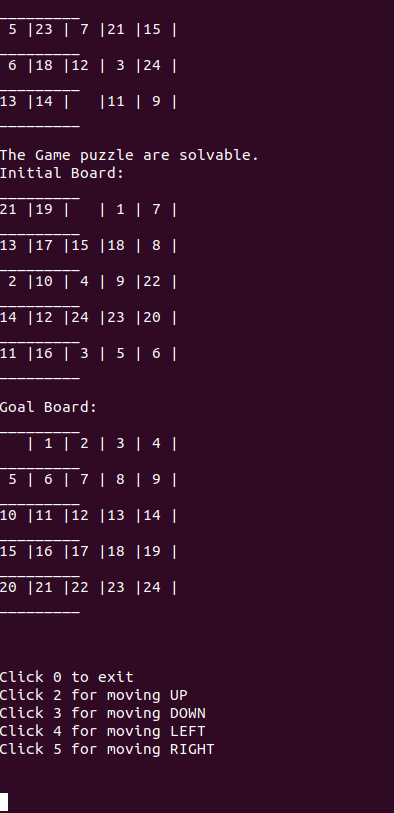 _________
 5 |23 | 7 |21 |15 |
_________
 6 |18 |12 | 3 |24 |
_________
13 |14 |   |11 | 9 |
_________
The Game puzzle are solvable.
Initial Board:
_________
21 |19 |   | 1 | 7 |
_________
13 |17 |15 |18 | 8 |
_________
 2 |10 | 4 | 9 |22 |
_________
14 |12 |24 |23 |20 |
_________
11 |16 | 3 | 5 | 6 |
_________
Goal Board:
_________
   | 1 | 2 | 3 | 4 |
_________
 5 | 6 | 7 | 8 | 9 |
_________
10 |11 |12 |13 |14 |
_________
15 |16 |17 |18 |19 |
_________
20 |21 |22 |23 |24 |
_________
Click 0 to exit
Click 2 for moving UP
Click 3 for moving DOWN
Click 4 for moving LEFT
Click 5 for moving RIGHT